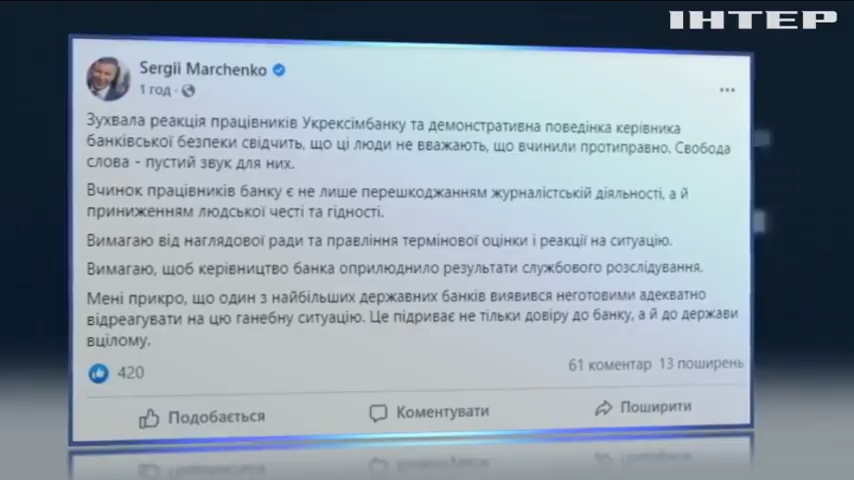 ІНТЕР
Sergii Marchenko
1 год ·
Зухвала реакція працівників Укрексімбанку та демонстративна поведінка керівника
банківської безпеки свідчить, що ці люди не вважають, що вчинили протиправно. Свобода
слова - пустий звук для них.
Вчинок працівників банку є не лише перешкоджанням журналістській діяльності, а й
приниженням людської честі та гідності.
Вимагаю від наглядової ради та правління термінової оцінки і реакції на ситуацію.
Вимагаю, щоб керівництво банка оприлюднило результати службового розслідування.
Мені прикро, що один з найбільших державних банків виявився неготовими адекватно
відреагувати на цю ганебну ситуацію. Це підриває не тільки довіру до банку, а й до держави
вцілому.
420
61 коментар 13 поширень
Подобається
Коментувати
Поширити